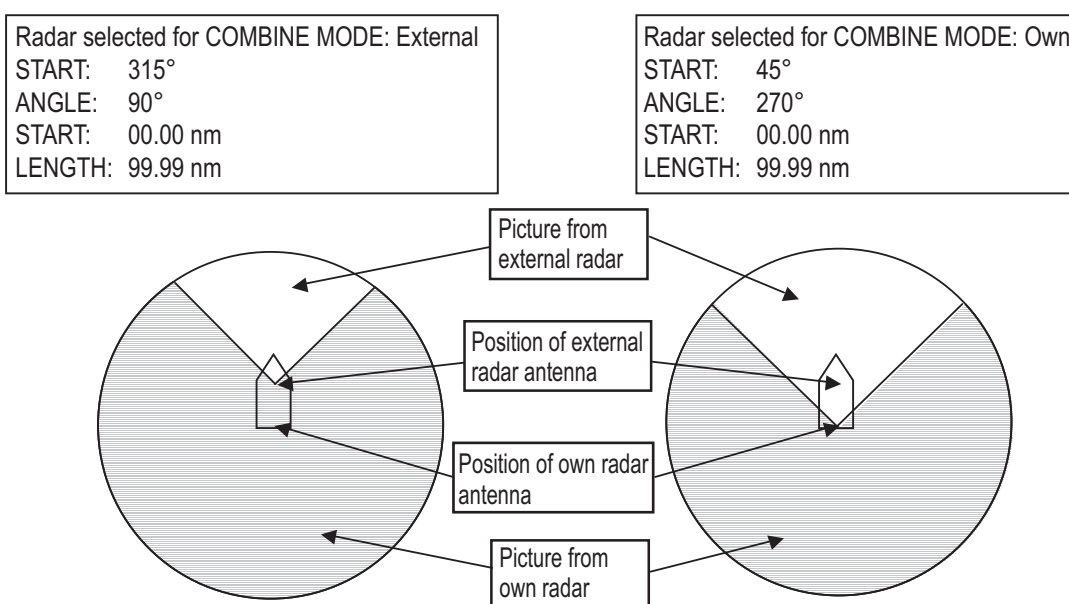 Radar selected for COMBINE MODE: External
START: 315°
ANGLE: 90°
START: 00.00 nm
LENGTH: 99.99 nm
Radar selected for COMBINE MODE: Own
START: 45°
ANGLE: 270°
START: 00.00 nm
LENGTH: 99.99 nm
Picture from
external radar
Position of external
radar antenna
Position of own radar
antenna
Picture from
own radar